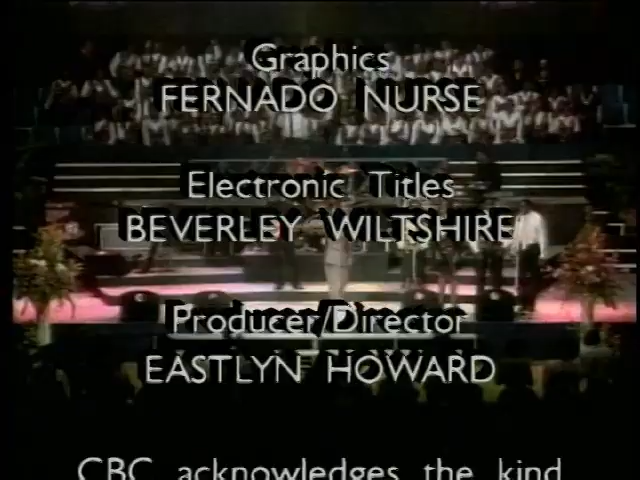 Graphics
FERNADO NURSE
Electronic Titles
BEVERLEY WILTSHIRE
Producer/Director
EASTLYN HOWARD
CBC acknowledges the kind